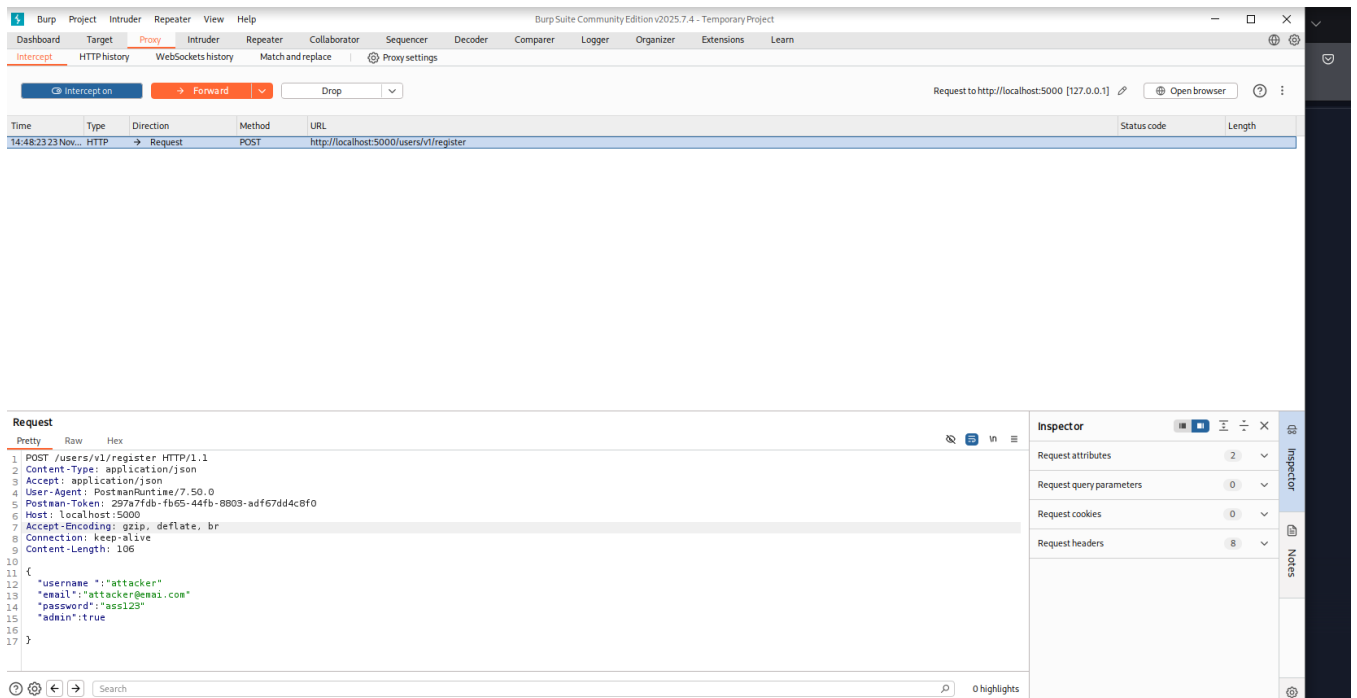 Burp Project Intruder Repeater View Help Burp Suite Community Edition v2025.7.4 - Temporary Project
Dashboard Target Proxy Intruder Repeater Collaborator Sequencer Decoder Comparer Logger Organizer Extensions Learn
Intercept HTTP history WebSockets history Match and replace Proxy settings
Intercept on → Forward Drop Request to http://localhost:5000 [127.0.0.1] Open browser
Time Type Direction Method URL Status code Length
14:48:23 23 Nov... HTTP → Request POST http://localhost:5000/users/v1/register
Request
Pretty Raw Hex \n
1 POST /users/v1/register HTTP/1.1
2 Content-Type: application/json
3 Accept: application/json
4 User-Agent: PostmanRuntime/7.50.0
5 Postman-Token: 297a7fdb-fb65-44fb-8803-adf67dd4c8f0
6 Host: localhost:5000
7 Accept-Encoding: gzip, deflate, br
8 Connection: keep-alive
9 Content-Length: 106
10
11 {
12 "username ":"attacker"
13 "email":"attacker@emai.com"
14 "password":"ass123"
15 "admin":true
16
17 }
Search 0 highlights
Inspector
Request attributes 2
Request query parameters 0
Request cookies 0
Request headers 8
Inspector
Notes